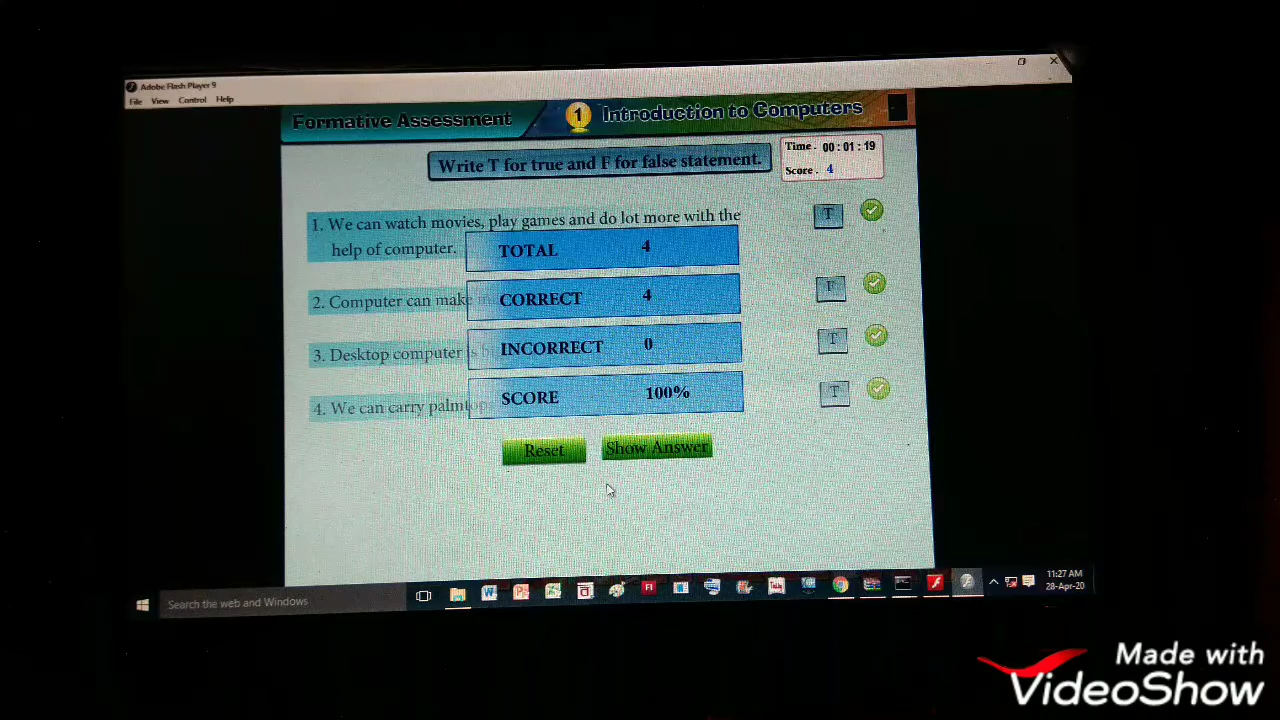 Adobe Flash Player 9
File View Control Help
Formative Assessment
1 Introduction to Computers
Write T for true and F for false statement.
Time . 00 : 01 : 19
Score . 4
1. We can watch movies, play games and do lot more with the
help of computer.
T
2. Computer can make
F
3. Desktop computer is b
T
4. We can carry palmtop
T
TOTAL 4
CORRECT 4
INCORRECT 0
SCORE 100%
Reset
Show Answer
Search the web and Windows
11:27 AM
28-Apr-20
Made with
VideoShow